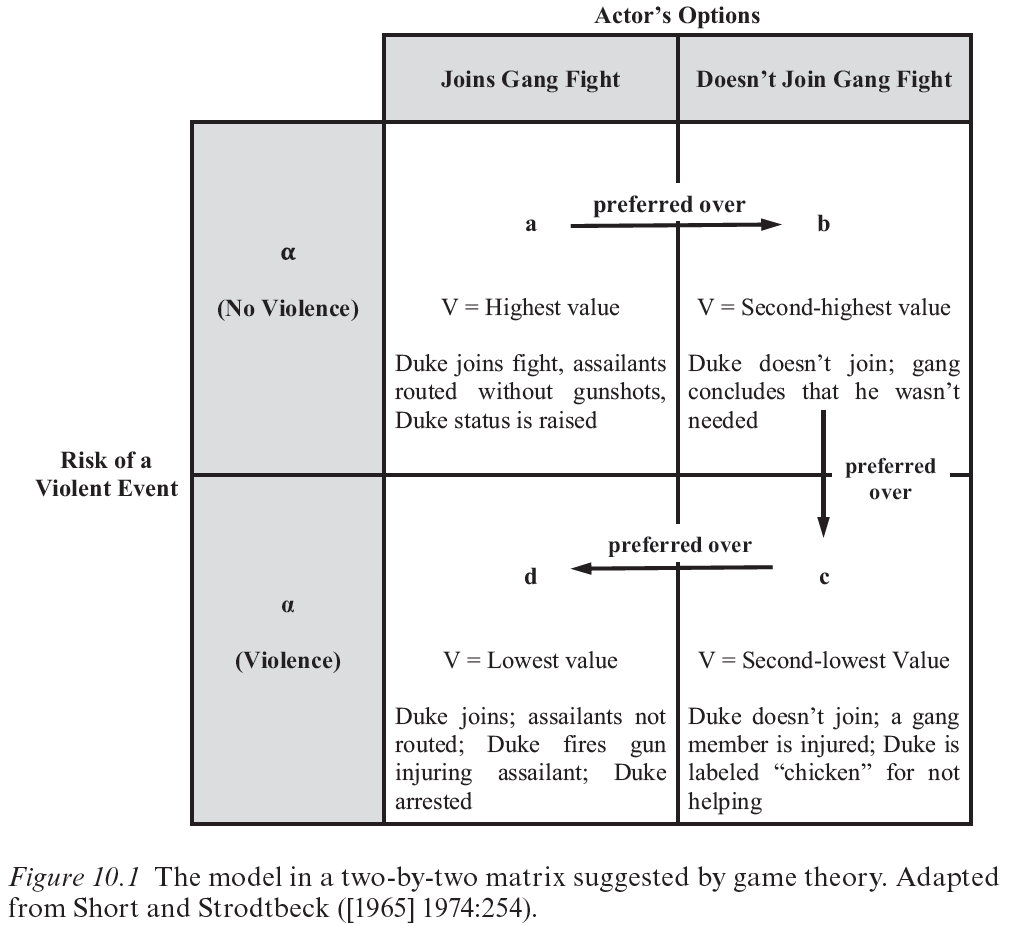 Actor’s Options
Joins Gang Fight
Doesn’t Join Gang Fight
α
(No Violence)
a
preferred over
b
V = Highest value
V = Second-highest value
Duke joins fight, assailants
routed without gunshots,
Duke status is raised
Duke doesn’t join; gang
concludes that he wasn’t
needed
Risk of a
Violent Event
preferred
over
α
(Violence)
d
preferred over
c
V = Lowest value
V = Second-lowest Value
Duke joins; assailants not
routed; Duke fires gun
injuring assailant; Duke
arrested
Duke doesn’t join; a gang
member is injured; Duke is
labeled “chicken” for not
helping
Figure 10.1 The model in a two-by-two matrix suggested by game theory. Adapted
from Short and Strodtbeck ([1965] 1974:254).